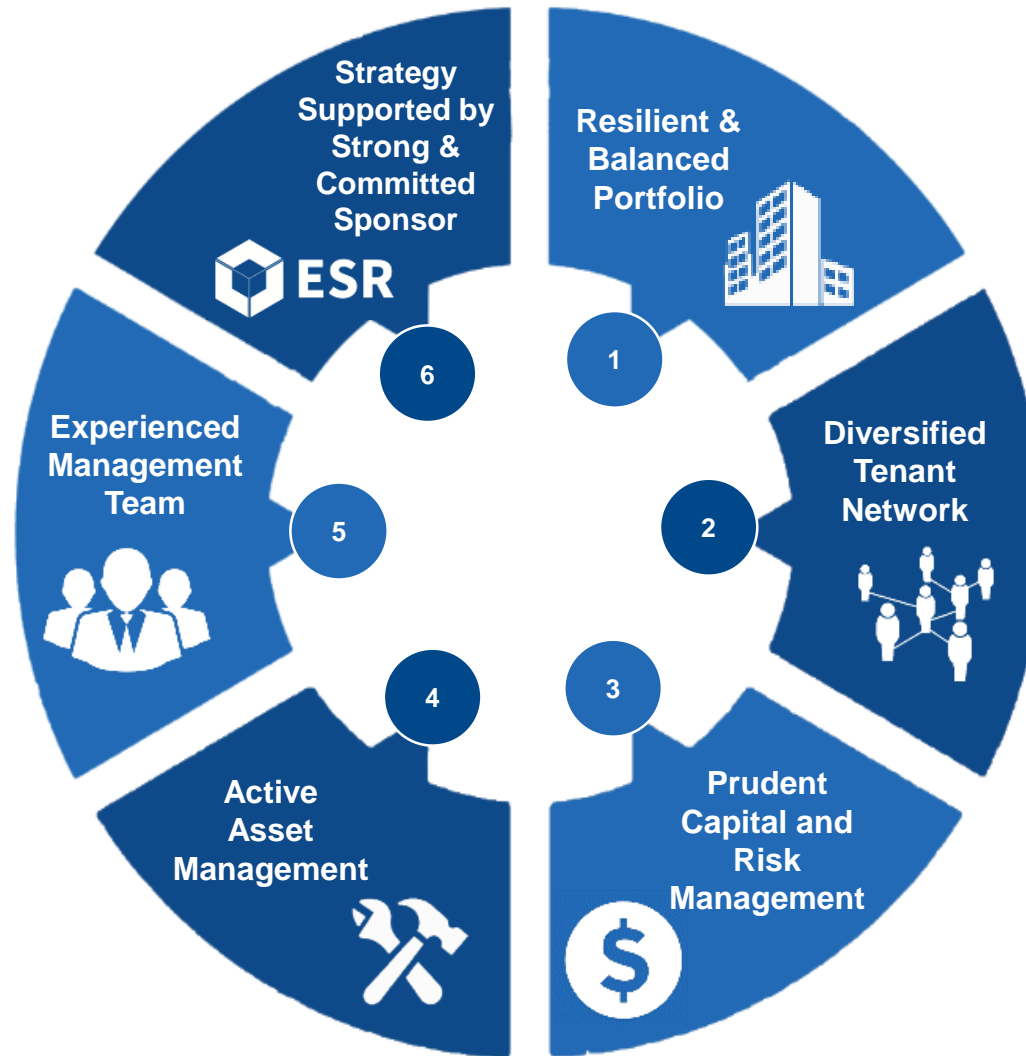 Resilient &
Balanced
Portfolio
1
Diversified
Tenant
Network
2
Prudent
Capital and
Risk
Management
3
$
Active
Asset
Management
4
Experienced
Management
Team
5
Strategy
Supported by
Strong &
Committed
Sponsor
ESR
6